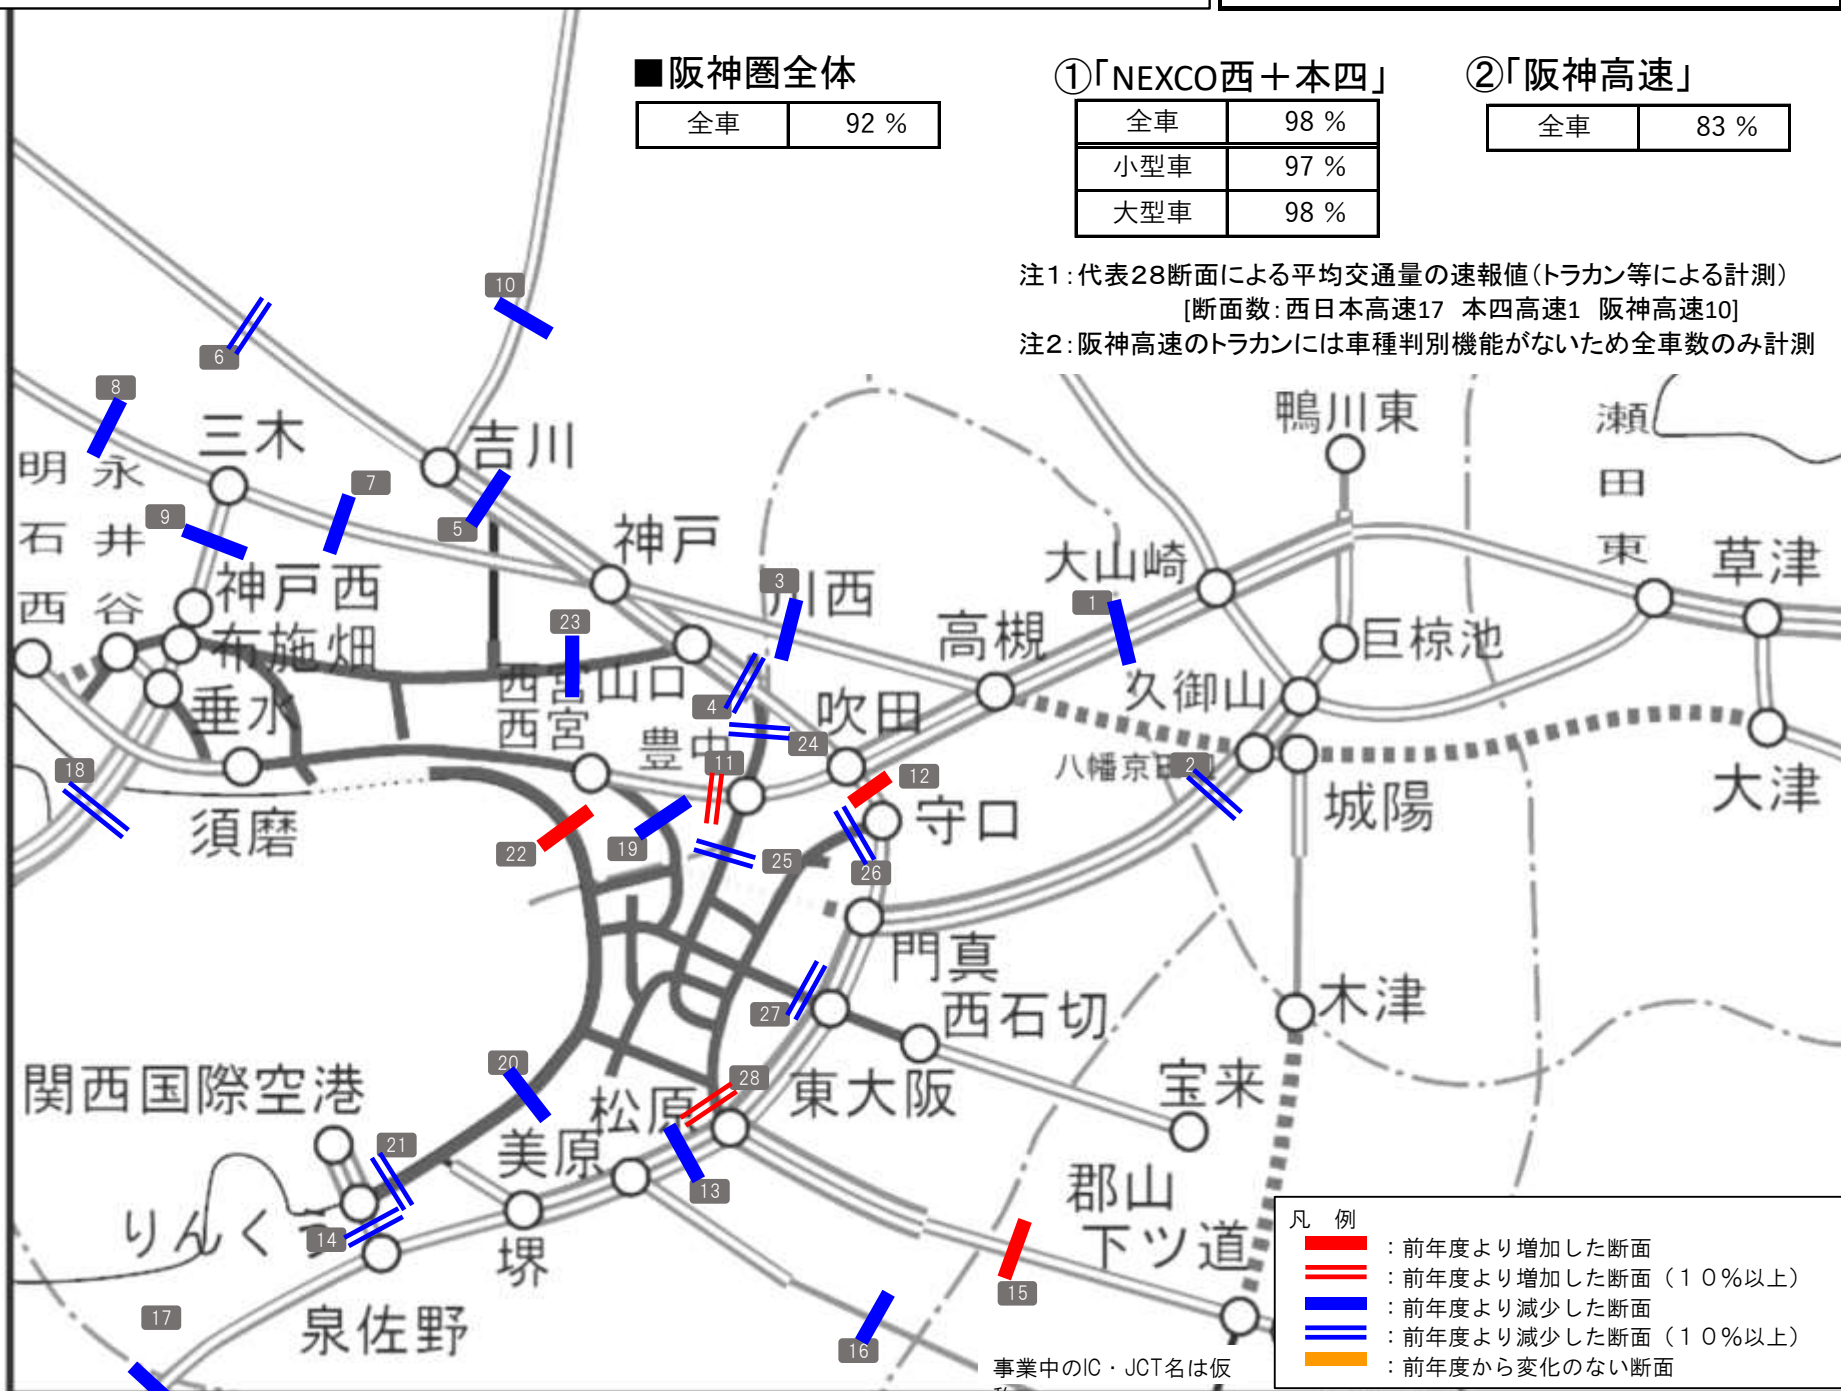 ■阪神圏全体
全車 92 %
①「NEXCO西＋本四」
全車 98 %
小型車 97 %
大型車 98 %
②「阪神高速」
全車 83 %
注1：代表28断面による平均交通量の速報値（トラカン等による計測）
[断面数：西日本高速17 本四高速1 阪神高速10]
注2：阪神高速のトラカンには車種判別機能がないため全車数のみ計測
10
6
8
三木
吉川
鴨川東
瀬田東
明石西
永井谷
7
9
5
神戸
大山崎
草津
神戸西
布施畑
3
川西
1
高槻
23
巨椋池
西宮山口
4
久御山
垂水
西宮
豊中
24
吹田
11
12
八幡京田辺
2
18
大津
城陽
須磨
守口
22
19
25
26
門真
西石切
27
木津
関西国際空港
20
松原
28
東大阪
宝来
21
美原
13
郡山
下ツ道
りんくう
14
堺
15
17
泉佐野
16
事業中のIC・JCT名は仮
凡 例
：前年度より増加した断面
：前年度より増加した断面（１０%以上）
：前年度より減少した断面
：前年度より減少した断面（１０%以上）
：前年度から変化のない断面